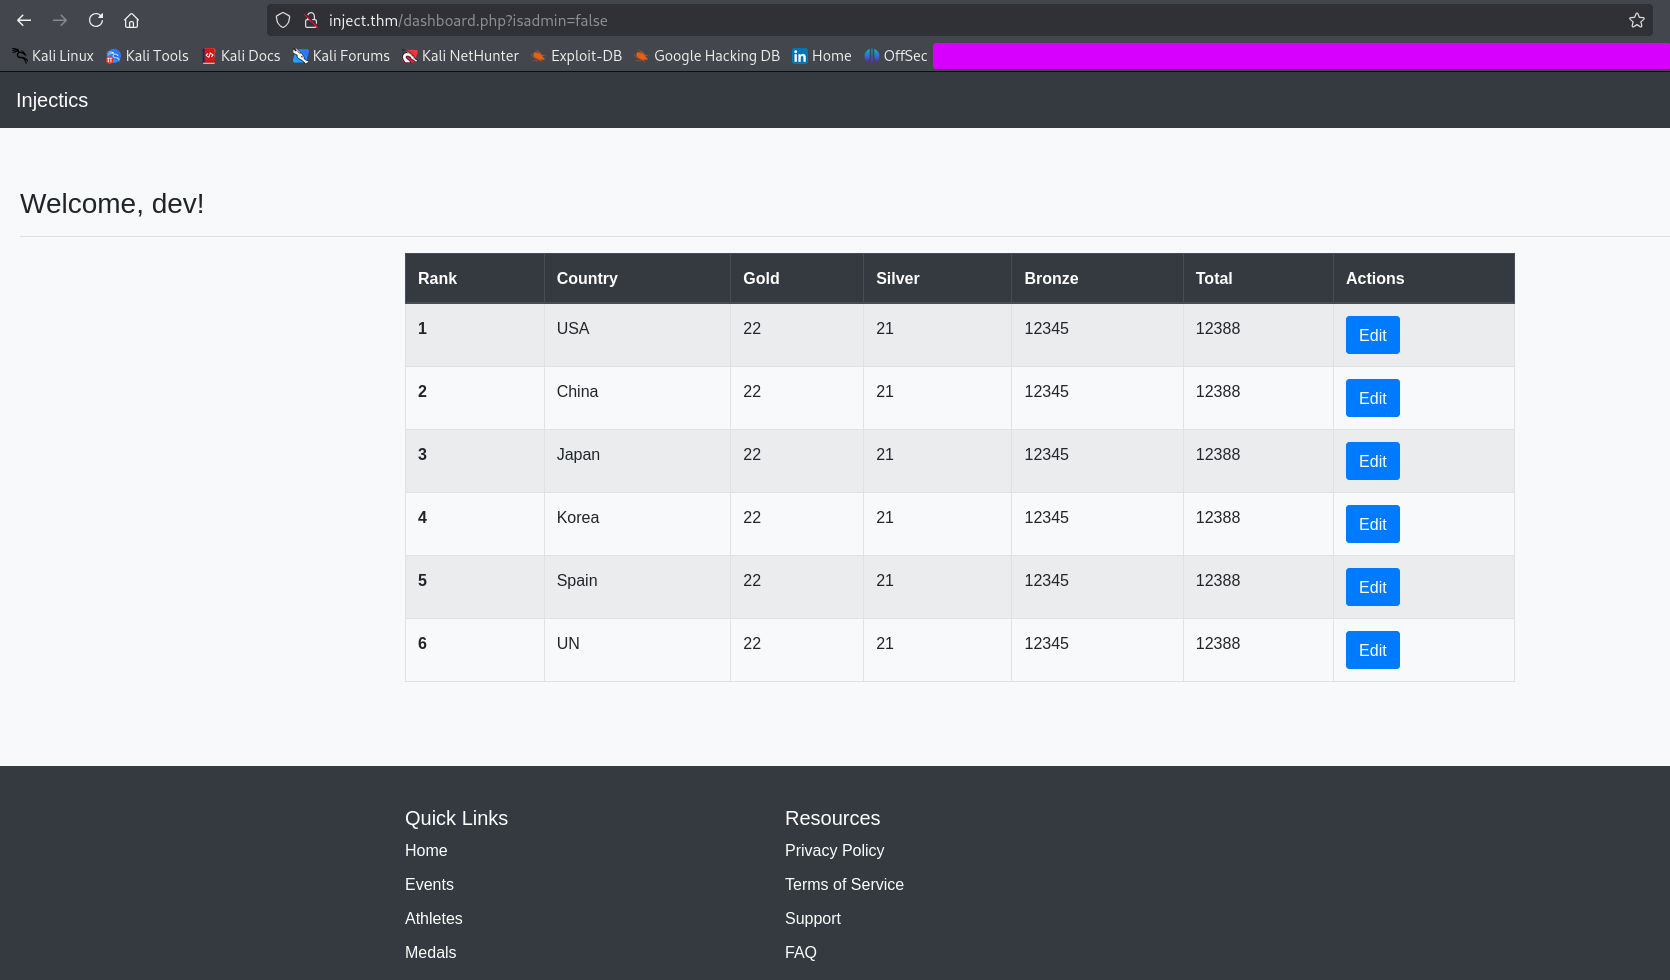 inject.thm/dashboard.php?isadmin=false
Kali Linux Kali Tools Kali Docs Kali Forums Kali NetHunter Exploit-DB Google Hacking DB Home OffSec
Injectics
Welcome, dev!
Rank Country Gold Silver Bronze Total Actions
1 USA 22 21 12345 12388 Edit
2 China 22 21 12345 12388 Edit
3 Japan 22 21 12345 12388 Edit
4 Korea 22 21 12345 12388 Edit
5 Spain 22 21 12345 12388 Edit
6 UN 22 21 12345 12388 Edit
Quick Links Resources
Home Privacy Policy
Events Terms of Service
Athletes Support
Medals FAQ